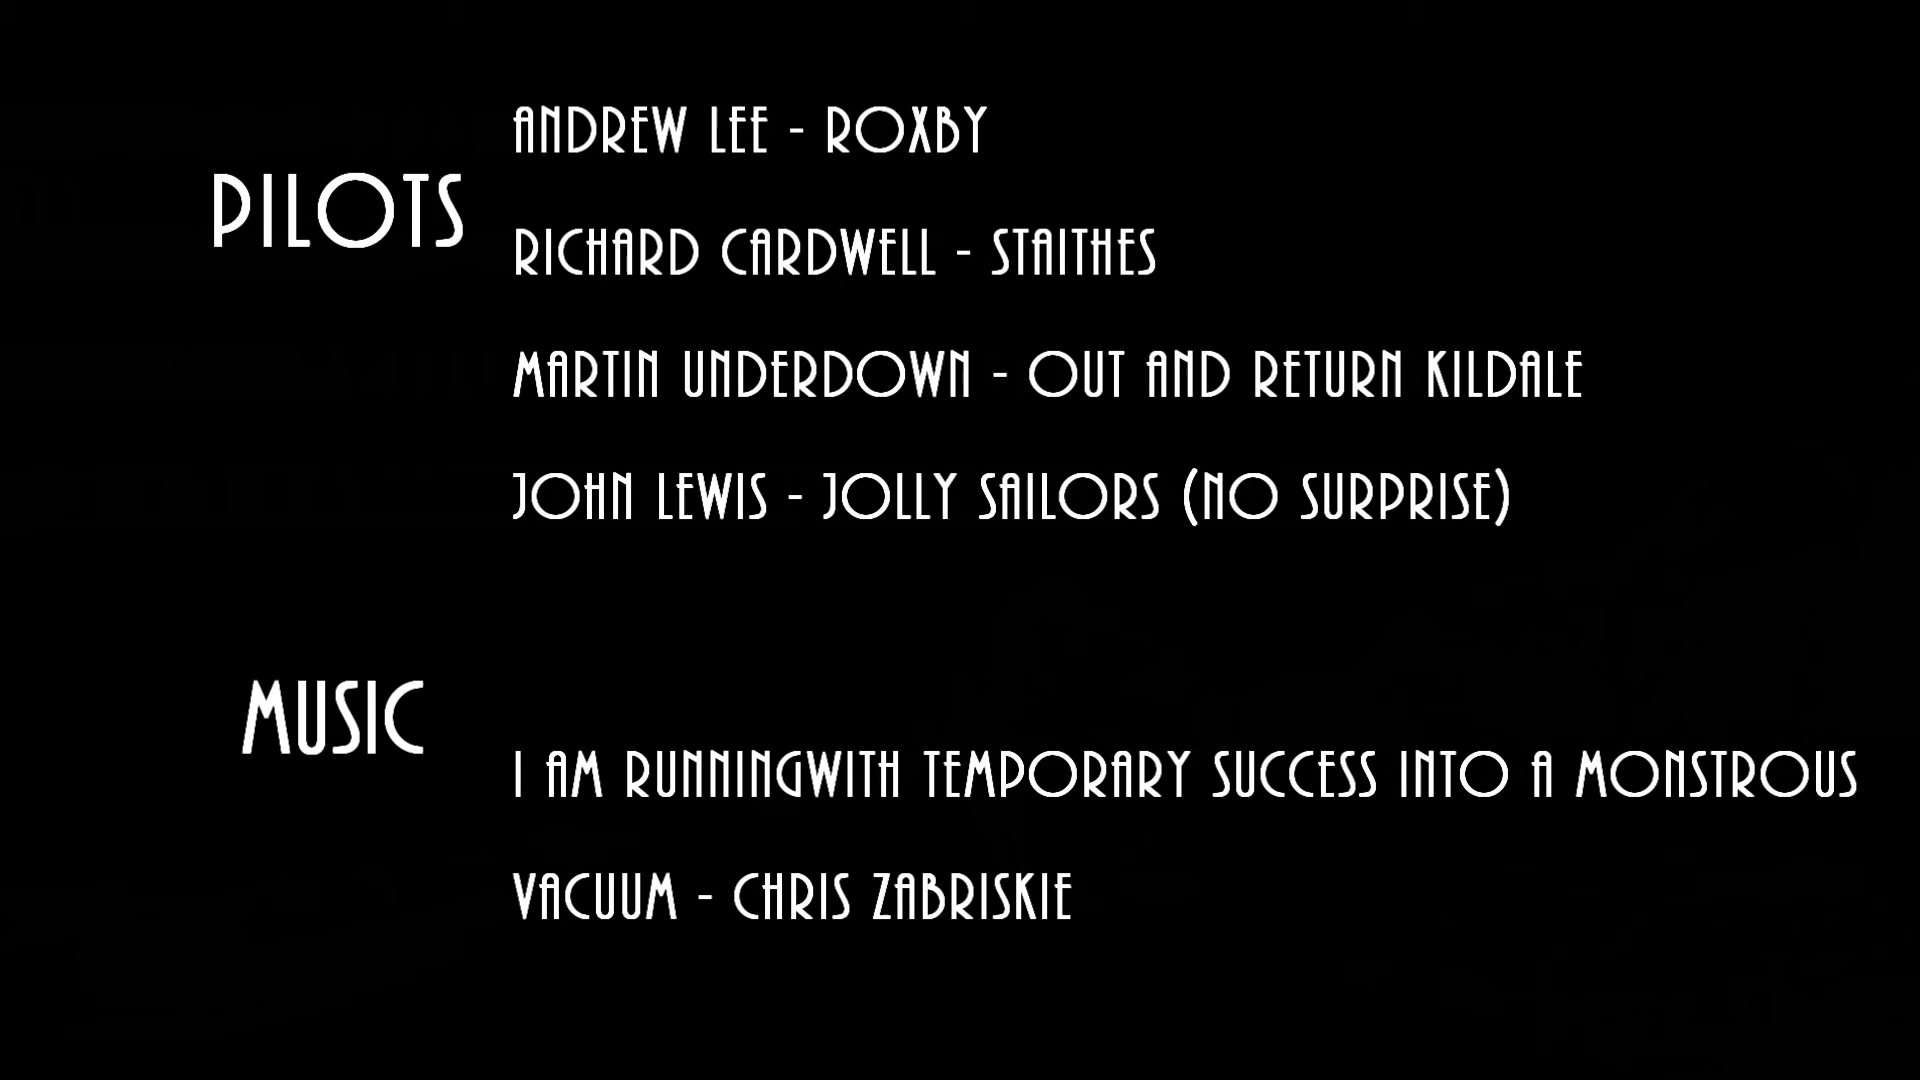 ANDREW LEE - ROXBY
PILOTS
RICHARD CARDWELL - STAITHES
MARTIN UNDERDOWN - OUT AND RETURN KILDALE
JOHN LEWIS - JOLLY SAILORS (NO SURPRISE)
MUSIC
I AM RUNNINGWITH TEMPORARY SUCCESS INTO A MONSTROUS
VACUUM - CHRIS ZABRISKIE